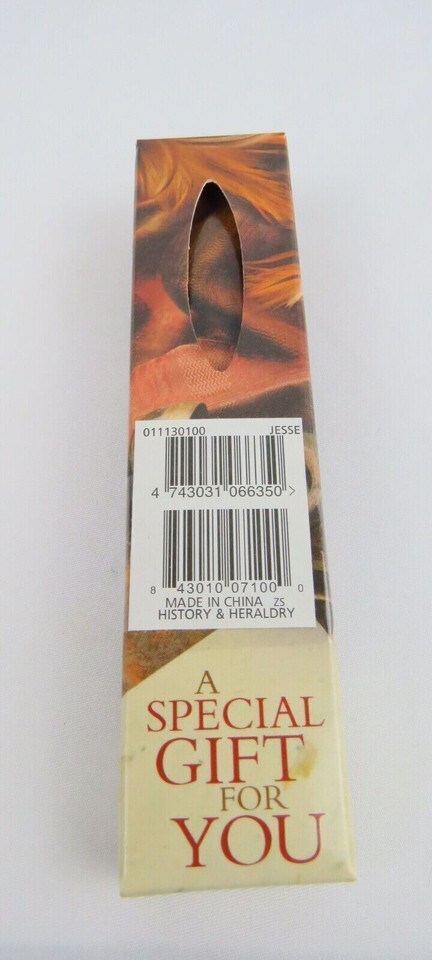 011130100 JESSE
4 743031 066350 >
8 43010 07100 0
MADE IN CHINA ZS
HISTORY & HERALDRY
A
SPECIAL
GIFT
FOR
YOU